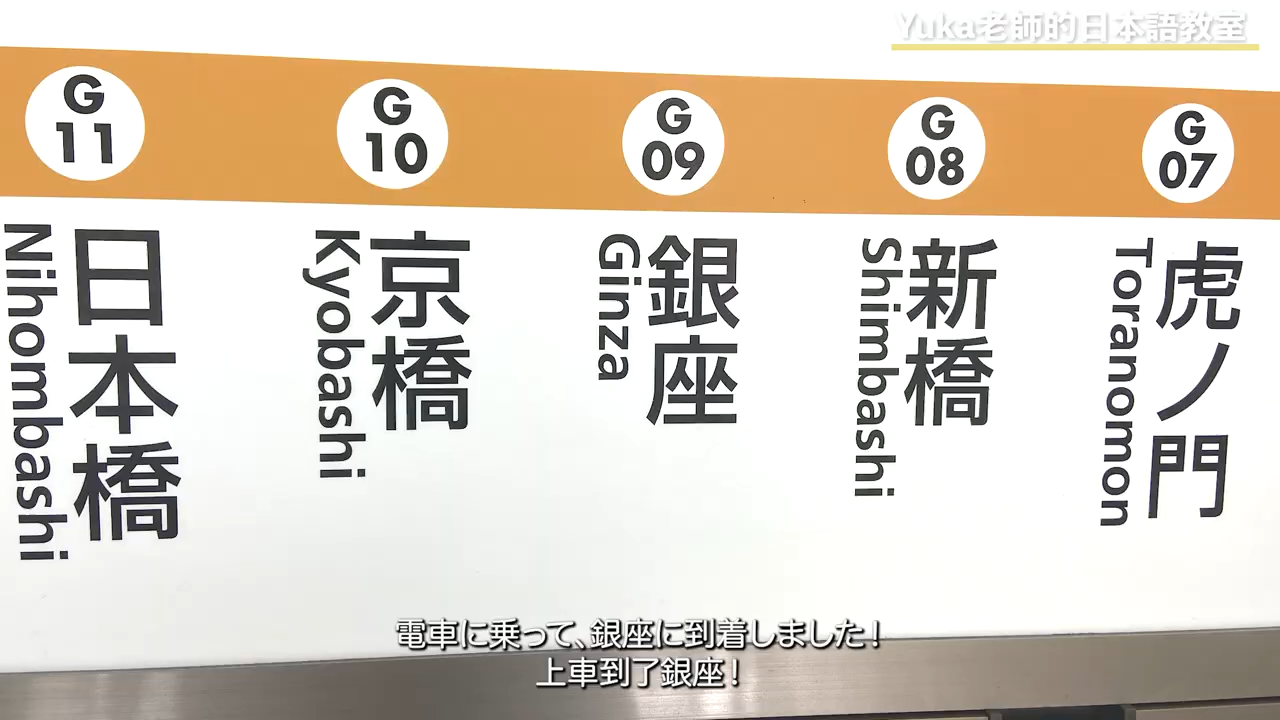 Yuka老師的日本語教室
G 11
日本橋
Nihombashi
G 10
京橋
Kyobashi
G 09
銀座
Ginza
G 08
新橋
Shimbashi
G 07
虎ノ門
Toranomon
電車に乗って、銀座に到着しました!
上車到了銀座!